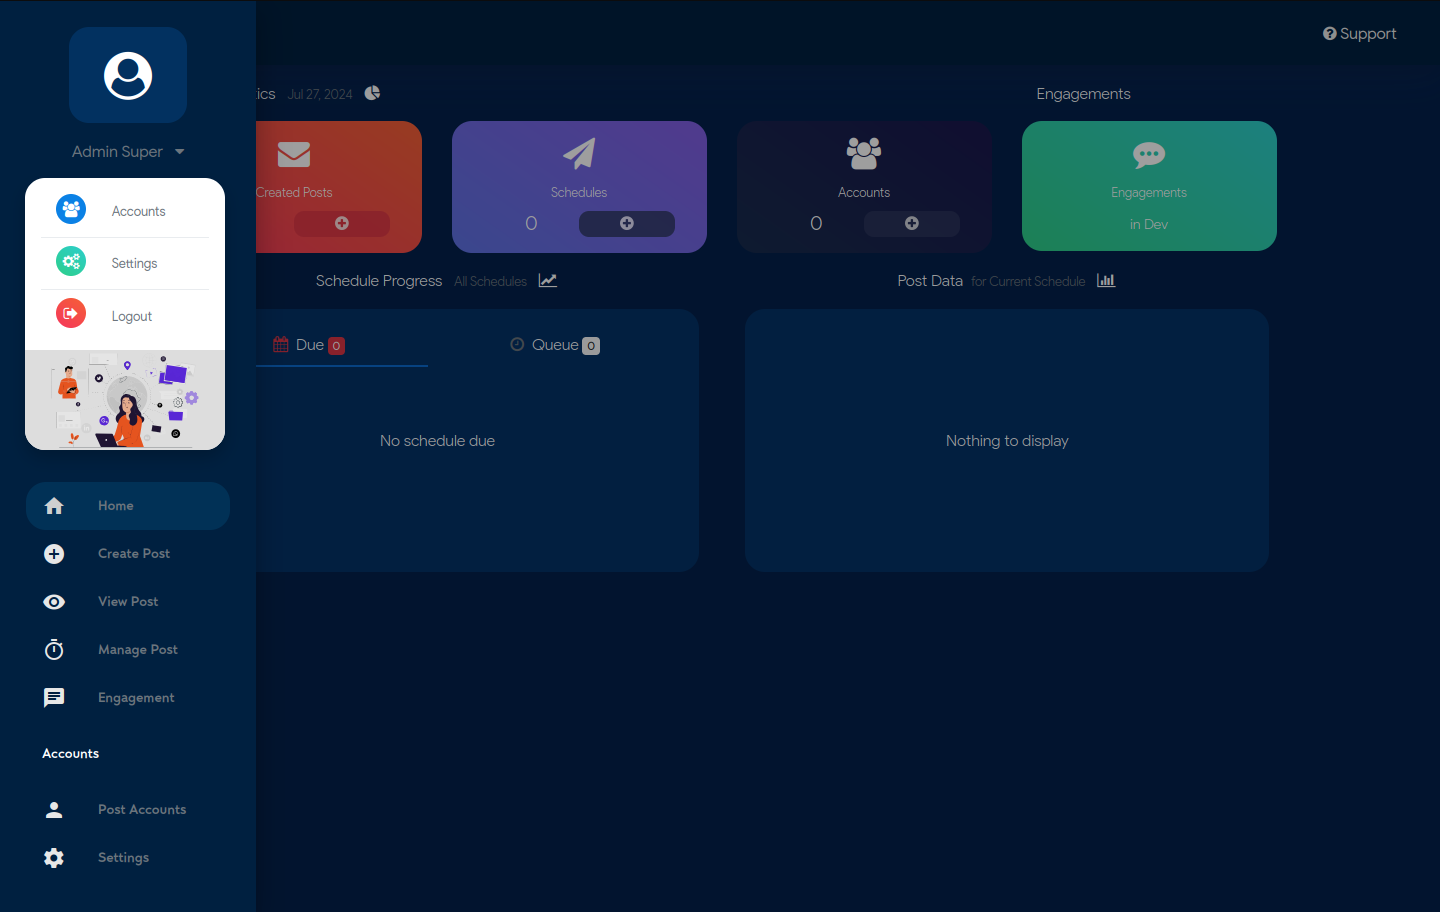 Support
Admin Super
Accounts
Settings
Logout
Home
Create Post
View Post
Manage Post
Engagement
Accounts
Post Accounts
Settings
tics Jul 27, 2024
Engagements
Created Posts
Schedules
0
Accounts
0
Engagements
in Dev
Schedule Progress All Schedules
Post Data for Current Schedule
Due 0
Queue 0
No schedule due
Nothing to display